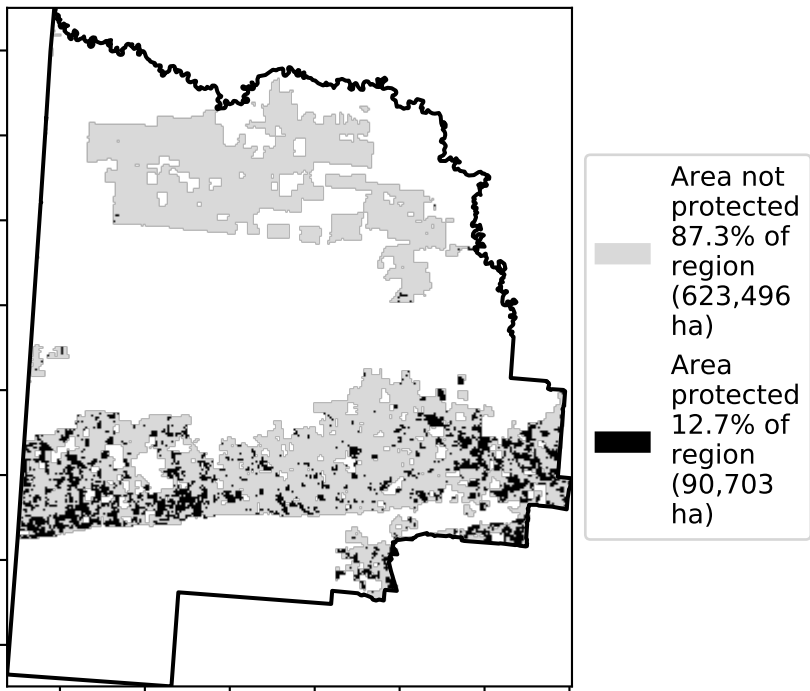 Area not
protected
87.3% of
region
(623,496
ha)
Area
protected
12.7% of
region
(90,703
ha)